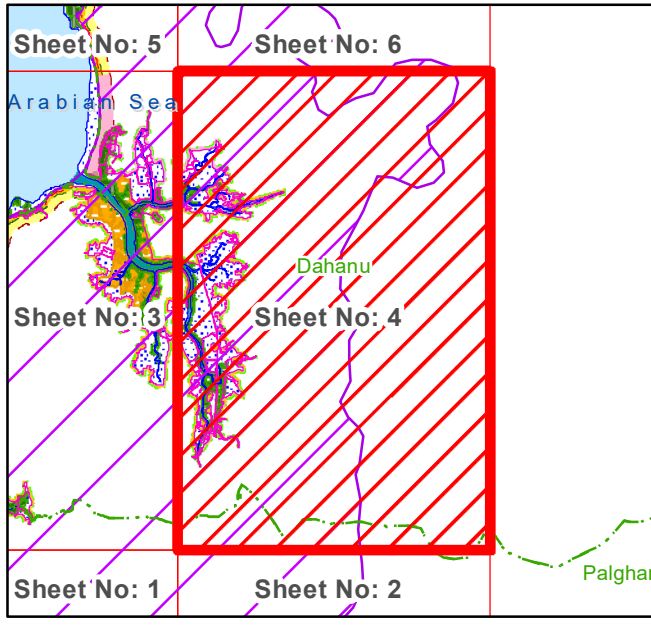 Sheet No: 5
Sheet No: 6
Arabian Sea
Dahanu
Sheet No: 3
Sheet No: 4
Palghar
Sheet No: 1
Sheet No: 2